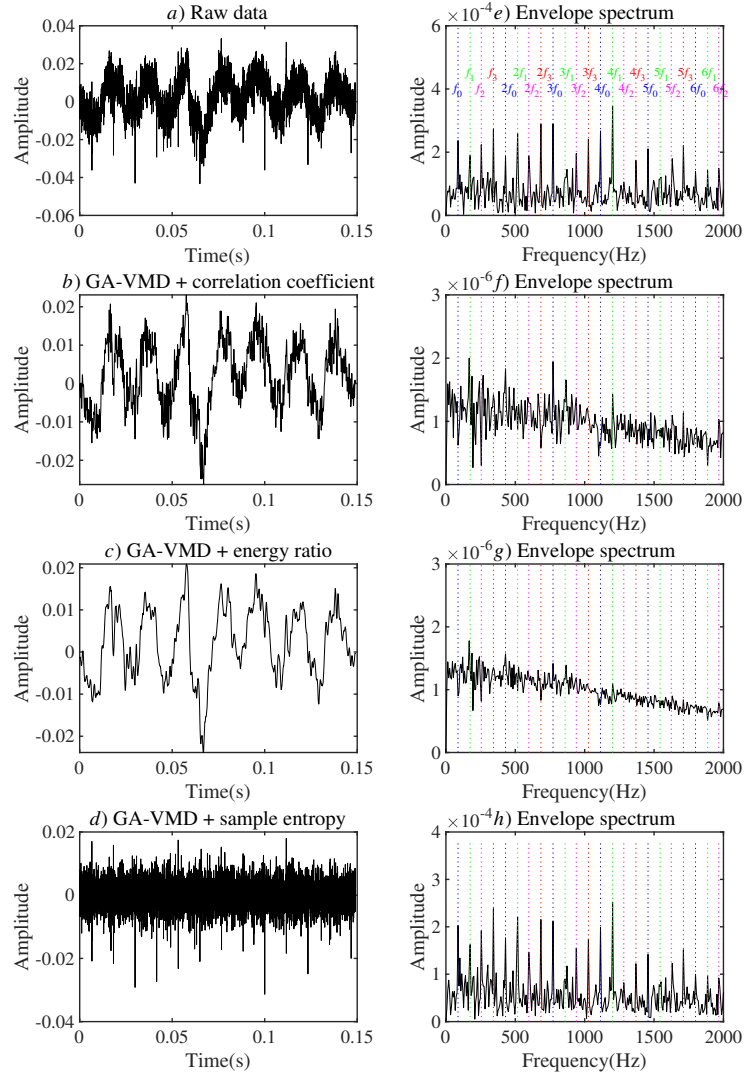 a) Raw data
0.04
0.02
0
-0.02
-0.04
-0.06
Amplitude
0 0.05 0.1 0.15
Time(s)
×10⁻⁴ e) Envelope spectrum
6
4
2
0
Amplitude
f₁ f₃ 2f₁ 2f₃ 3f₁ 3f₃ 4f₁ 4f₃ 5f₁ 5f₃ 6f₁
f₀ f₂ 2f₀ 2f₂ 3f₀ 3f₂ 4f₀ 4f₂ 5f₀ 5f₂ 6f₀ 6f₂
0 500 1000 1500 2000
Frequency(Hz)
b) GA-VMD + correlation coefficient
0.02
0.01
0
-0.01
-0.02
Amplitude
0 0.05 0.1 0.15
Time(s)
×10⁻⁶ f) Envelope spectrum
3
2
1
0
Amplitude
0 500 1000 1500 2000
Frequency(Hz)
c) GA-VMD + energy ratio
0.02
0.01
0
-0.01
-0.02
Amplitude
0 0.05 0.1 0.15
Time(s)
×10⁻⁶ g) Envelope spectrum
3
2
1
0
Amplitude
0 500 1000 1500 2000
Frequency(Hz)
d) GA-VMD + sample entropy
0.02
0
-0.02
-0.04
Amplitude
0 0.05 0.1 0.15
Time(s)
×10⁻⁴ h) Envelope spectrum
4
3
2
1
0
Amplitude
0 500 1000 1500 2000
Frequency(Hz)